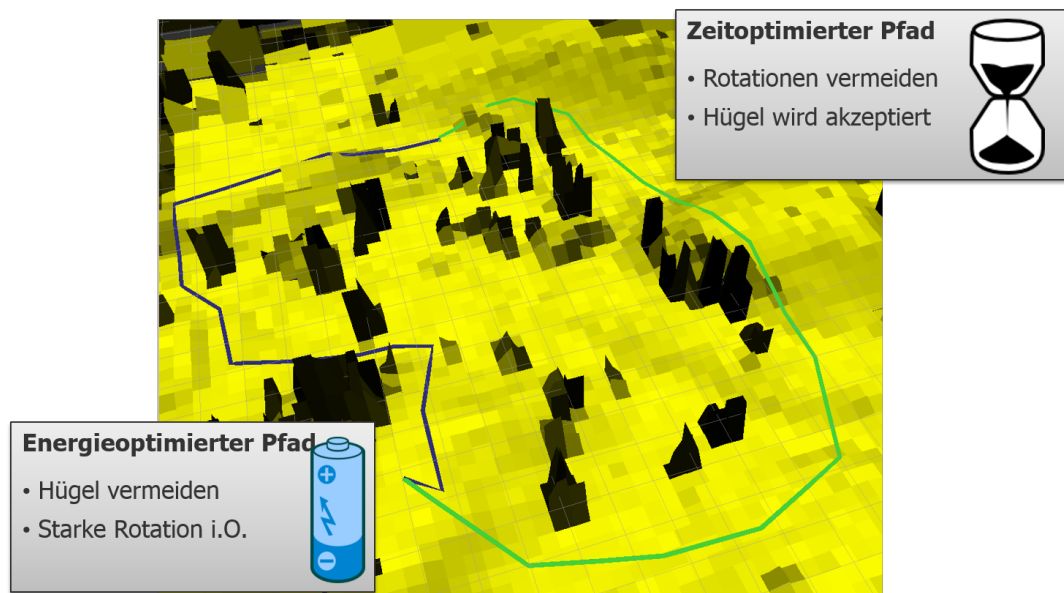 Zeitoptimierter Pfad
• Rotationen vermeiden
• Hügel wird akzeptiert
Energieoptimierter Pfad
• Hügel vermeiden
• Starke Rotation i.O.